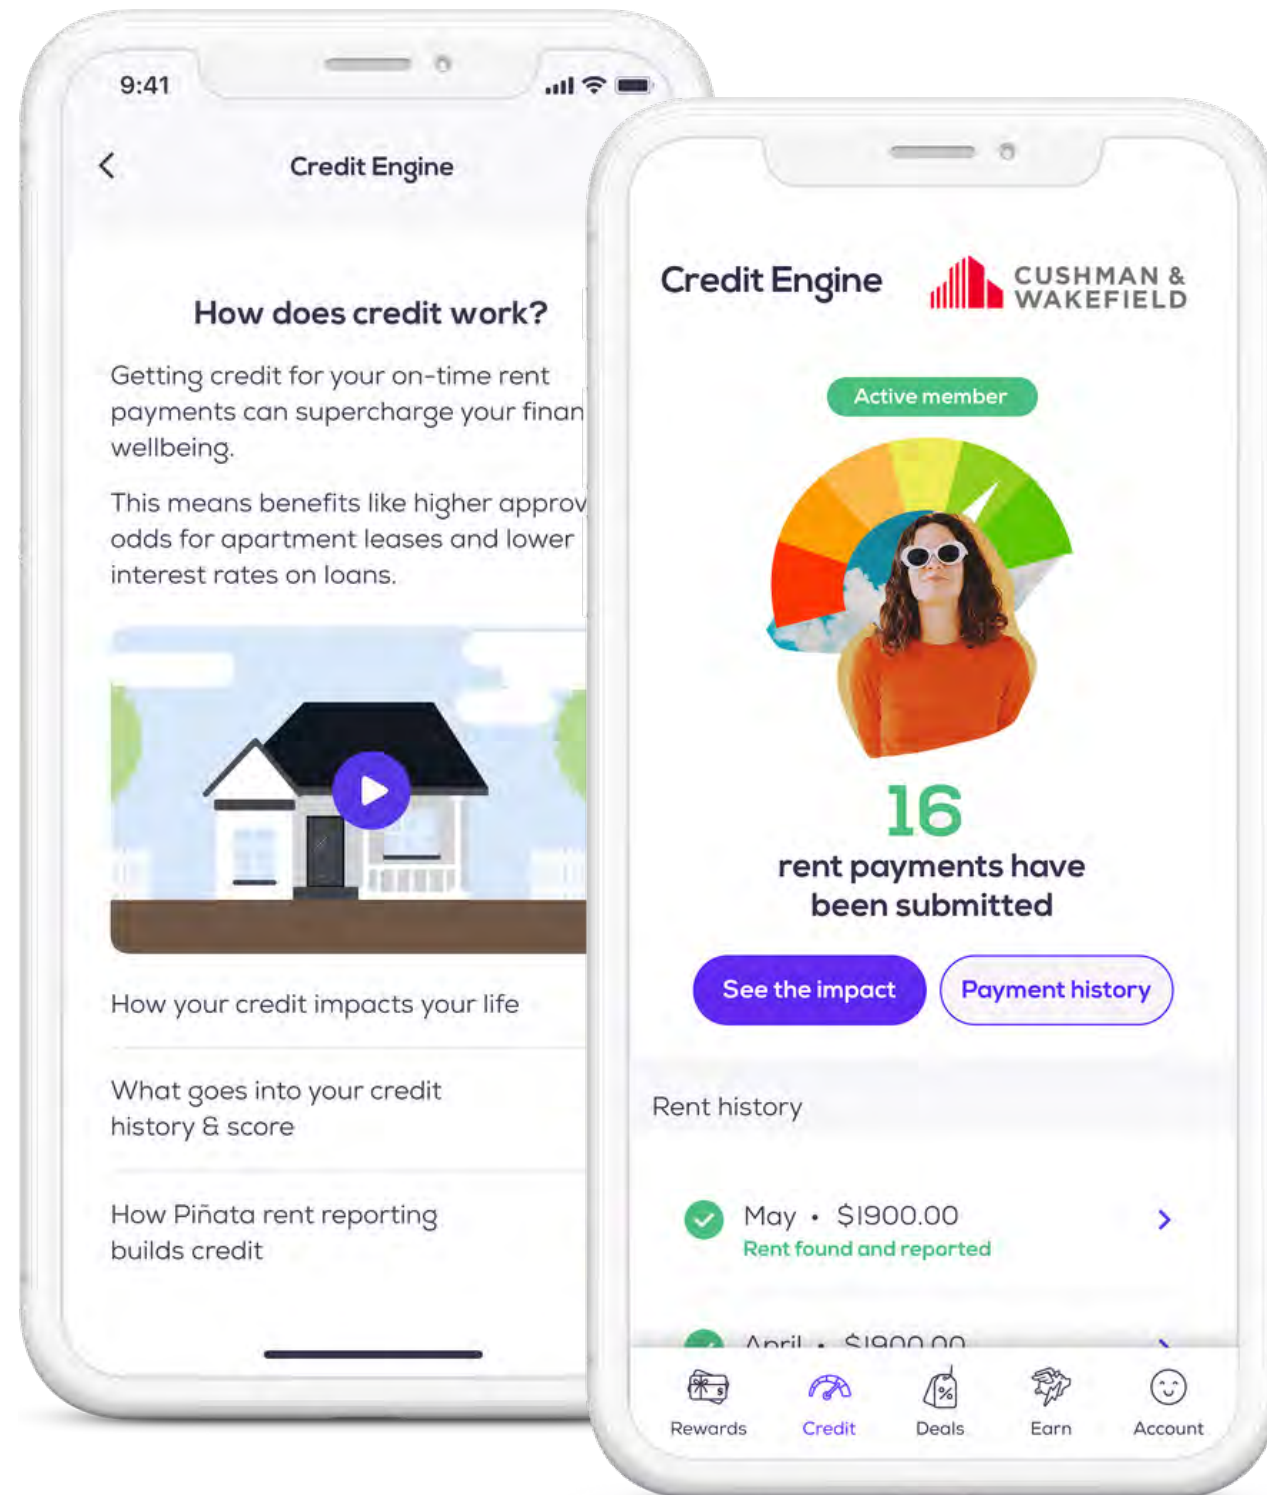 9:41
Credit Engine
How does credit work?
Getting credit for your on-time rent
payments can supercharge your finan
wellbeing.
This means benefits like higher approv
odds for apartment leases and lower
interest rates on loans.
How your credit impacts your life
What goes into your credit
history & score
How Piñata rent reporting
builds credit
Credit Engine
CUSHMAN &
WAKEFIELD
Active member
16
rent payments have
been submitted
See the impact
Payment history
Rent history
May • $1900.00
Rent found and reported
April • $1900.00
Rewards
Credit
Deals
Earn
Account